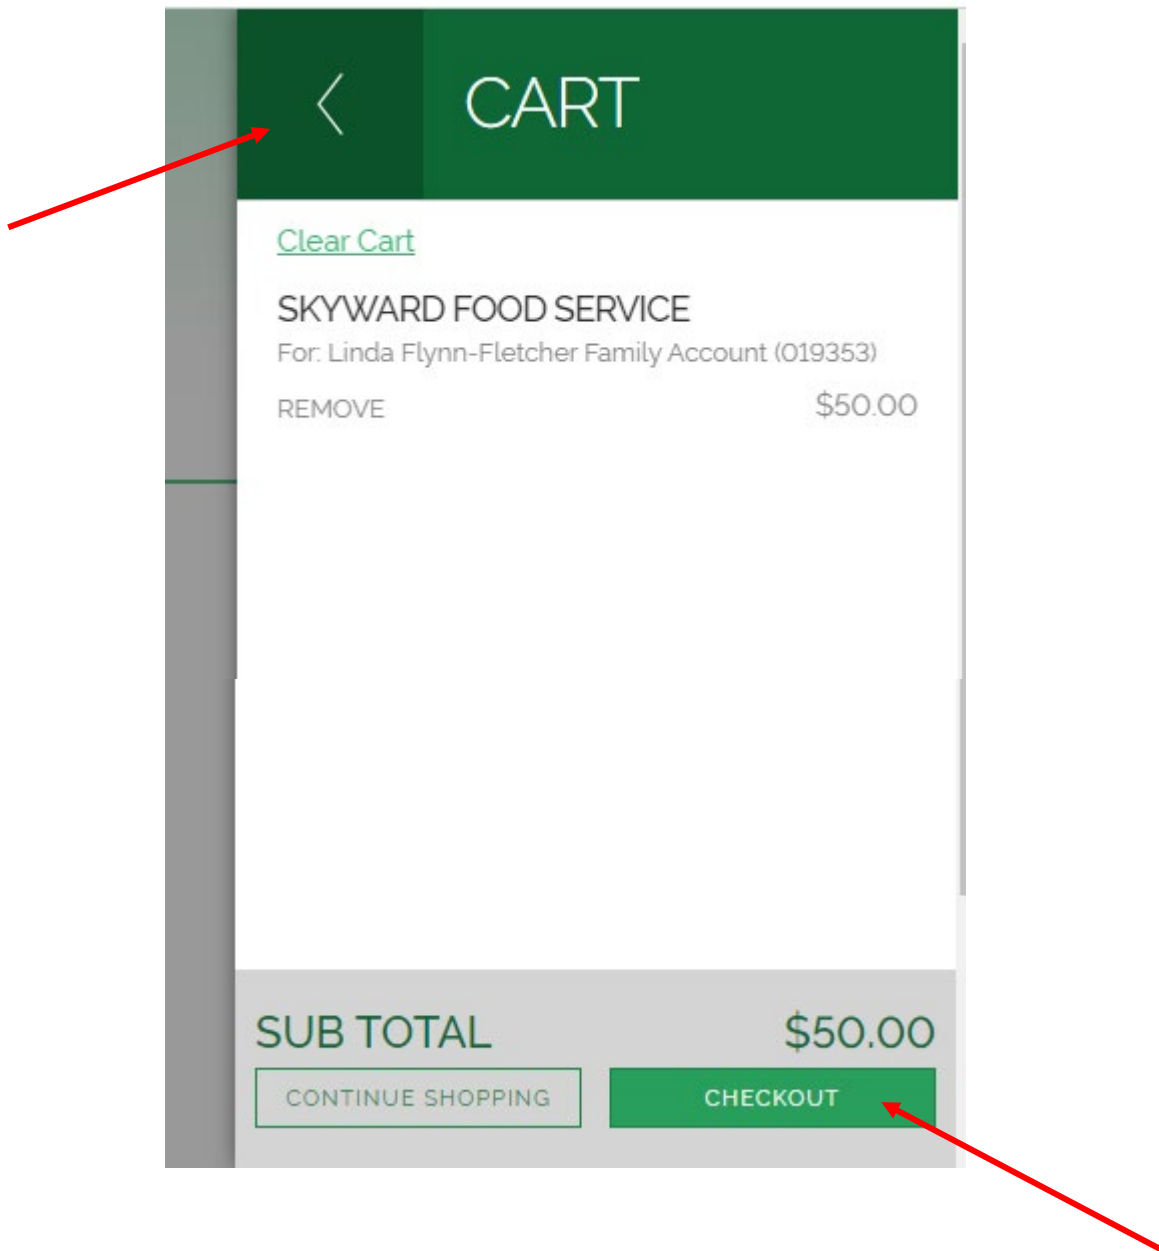 CART
Clear Cart
SKYWARD FOOD SERVICE
For: Linda Flynn-Fletcher Family Account (019353)
REMOVE $50.00
SUB TOTAL $50.00
CONTINUE SHOPPING CHECKOUT